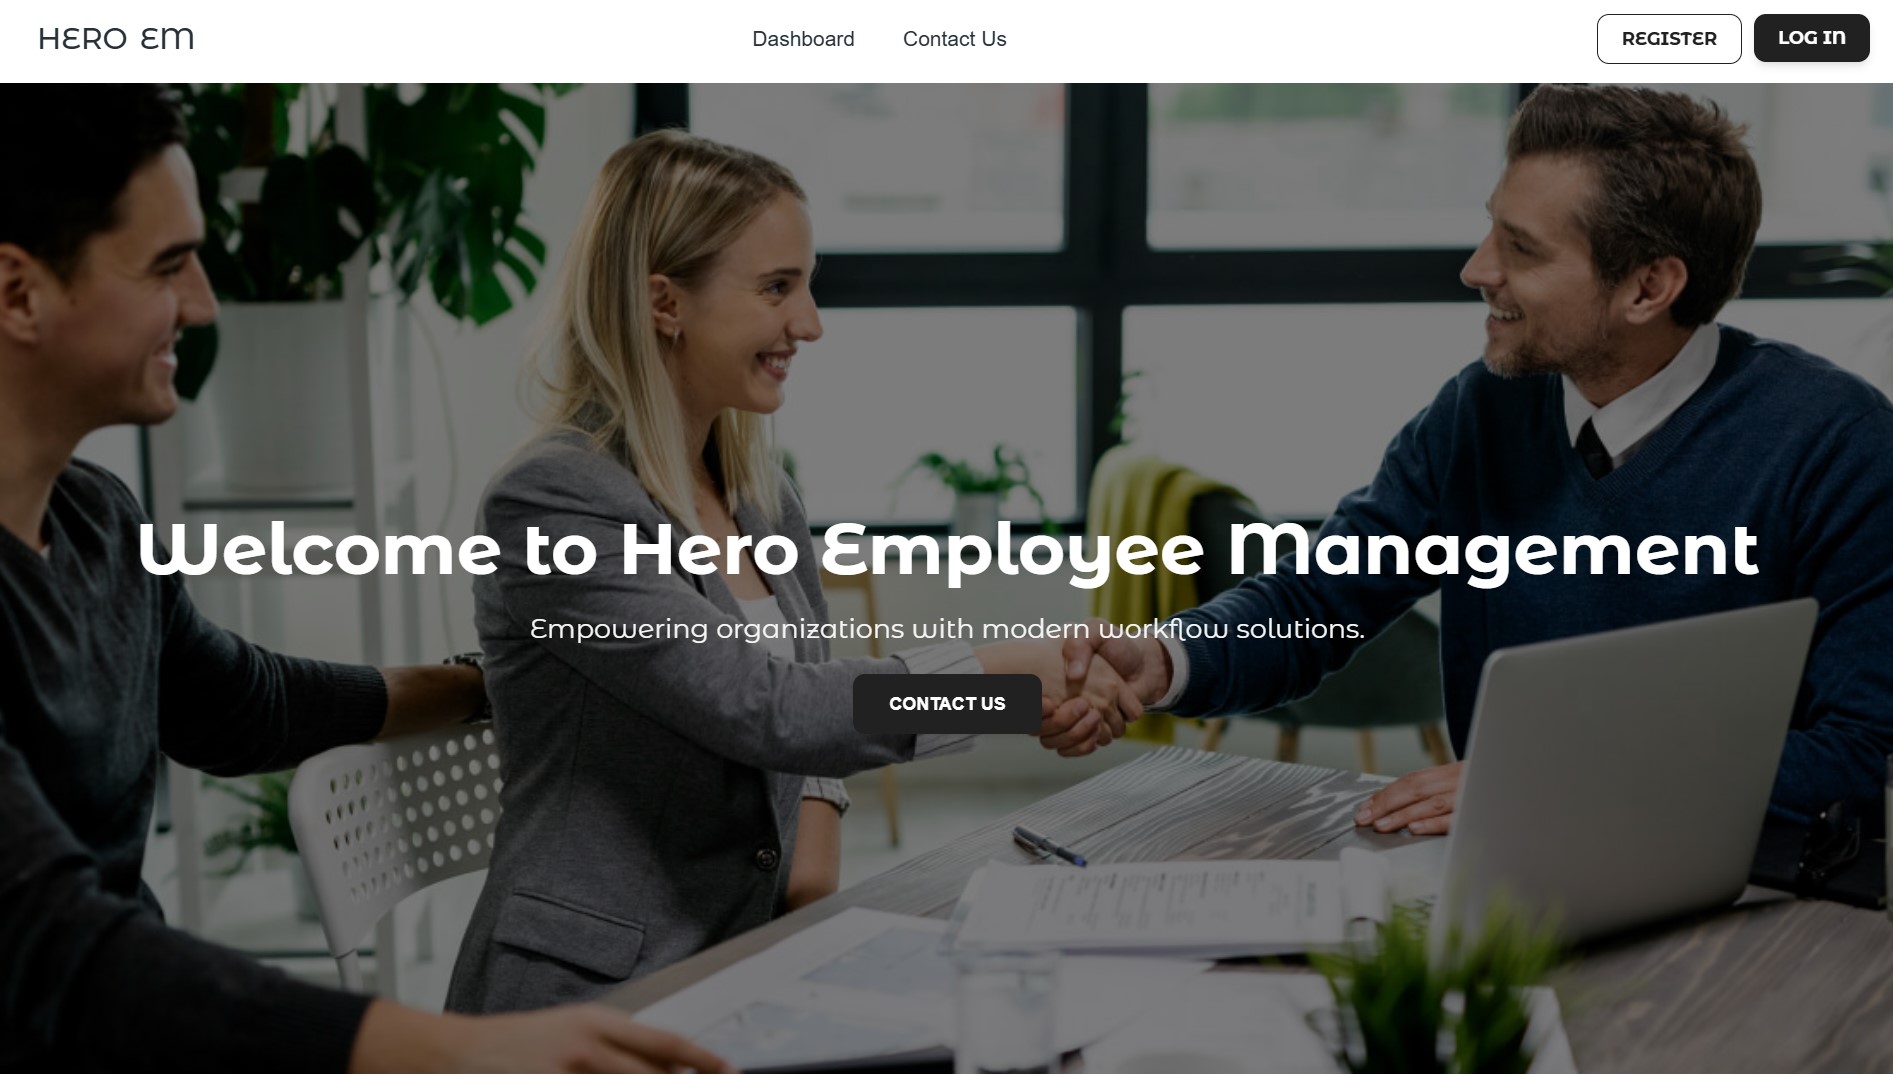 HERO EM
Dashboard
Contact Us
REGISTER
LOG IN
Welcome to Hero Employee Management
Empowering organizations with modern workflow solutions.
CONTACT US